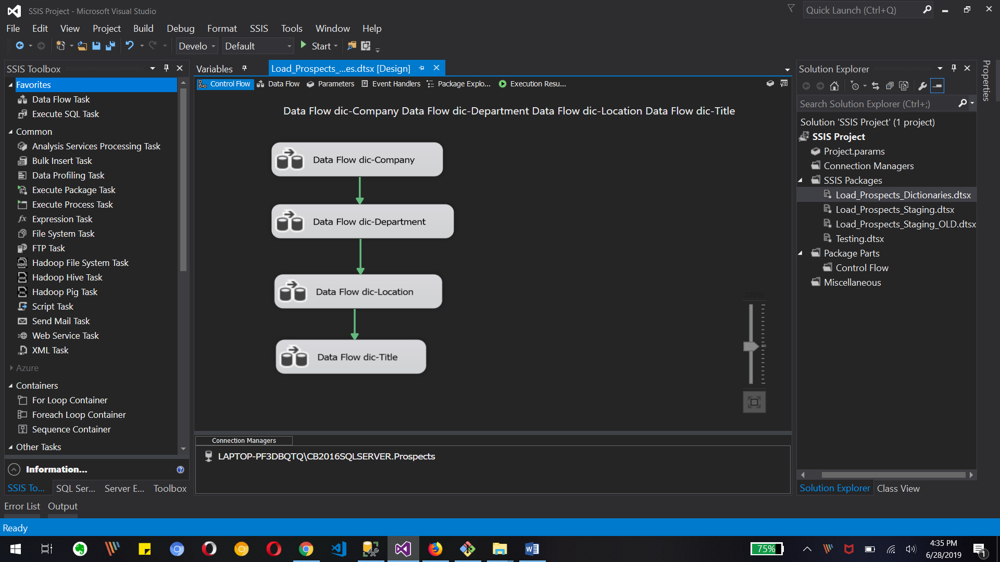 SSIS Project - Microsoft Visual Studio
Quick Launch (Ctrl+Q)
File Edit View Project Build Debug Format SSIS Tools Window Help
Develo Default Start
SSIS Toolbox
Favorites
Data Flow Task
Execute SQL Task
Common
Analysis Services Processing Task
Bulk Insert Task
Data Profiling Task
Execute Package Task
Execute Process Task
Expression Task
File System Task
FTP Task
Hadoop File System Task
Hadoop Hive Task
Hadoop Pig Task
Script Task
Send Mail Task
Web Service Task
XML Task
Azure
Containers
For Loop Container
Foreach Loop Container
Sequence Container
Other Tasks
Information...
SSIS To... SQL Ser... Server E... Toolbox
Variables Load_Prospects_...es.dtsx [Design]
Control Flow Data Flow Parameters Event Handlers Package Explo... Execution Resu...
Data Flow dic-Company Data Flow dic-Department Data Flow dic-Location Data Flow dic-Title
Data Flow dic-Company
Data Flow dic-Department
Data Flow dic-Location
Data Flow dic-Title
100%
Connection Managers
LAPTOP-PF3DBQTQ\CB2016SQLSERVER.Prospects
Solution Explorer
Search Solution Explorer (Ctrl+;)
Solution 'SSIS Project' (1 project)
SSIS Project
Project.params
Connection Managers
SSIS Packages
Load_Prospects_Dictionaries.dtsx
Load_Prospects_Staging.dtsx
Load_Prospects_Staging_OLD.dtsx
Testing.dtsx
Package Parts
Control Flow
Miscellaneous
Solution Explorer Class View
Properties
Error List Output
Ready
75%
4:35 PM
6/28/2019
1